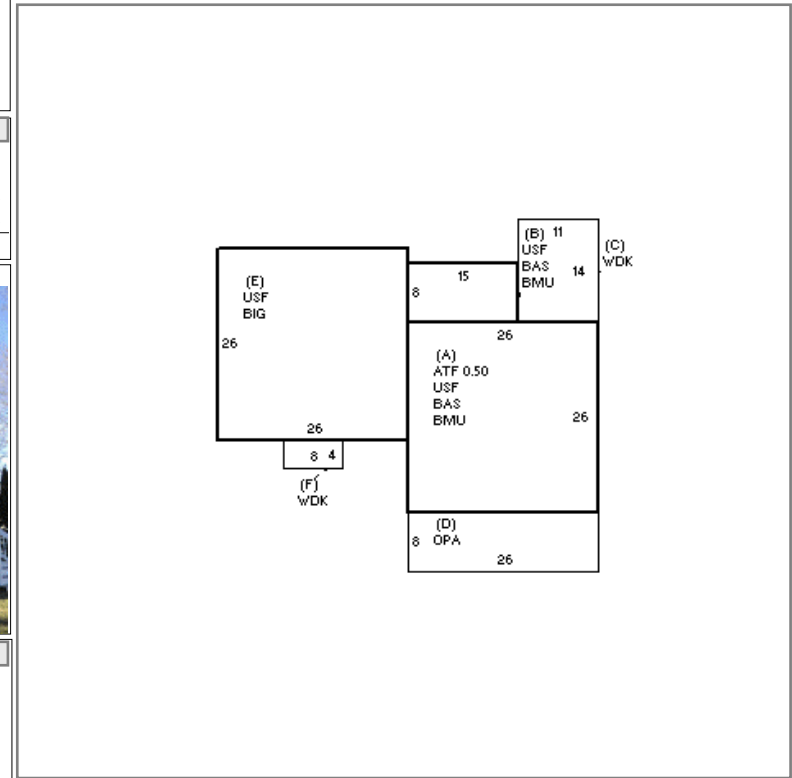 (B) 11
USF
BAS
BMU
14
(C)
WDK
15
8
(E)
USF
BIG
26
26
26
(A)
ATF 0.50
USF
BAS
BMU
26
8 4
(F)
WDK
(D)
8 OPA
26